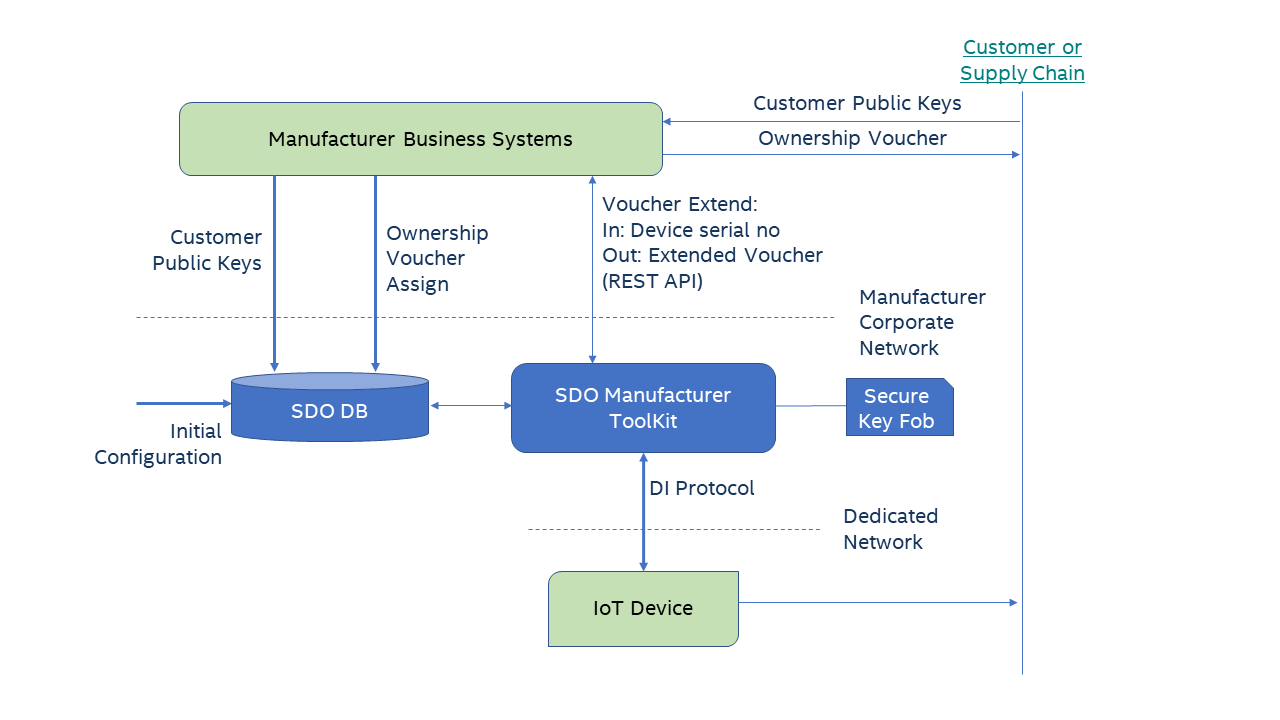 Customer or
Supply Chain
Customer Public Keys
Manufacturer Business Systems
Ownership Voucher
Voucher Extend:
In: Device serial no
Out: Extended Voucher
(REST API)
Customer
Public Keys
Ownership
Voucher
Assign
Manufacturer
Corporate
Network
SDO DB
SDO Manufacturer
ToolKit
Secure
Key Fob
Initial
Configuration
DI Protocol
Dedicated
Network
IoT Device